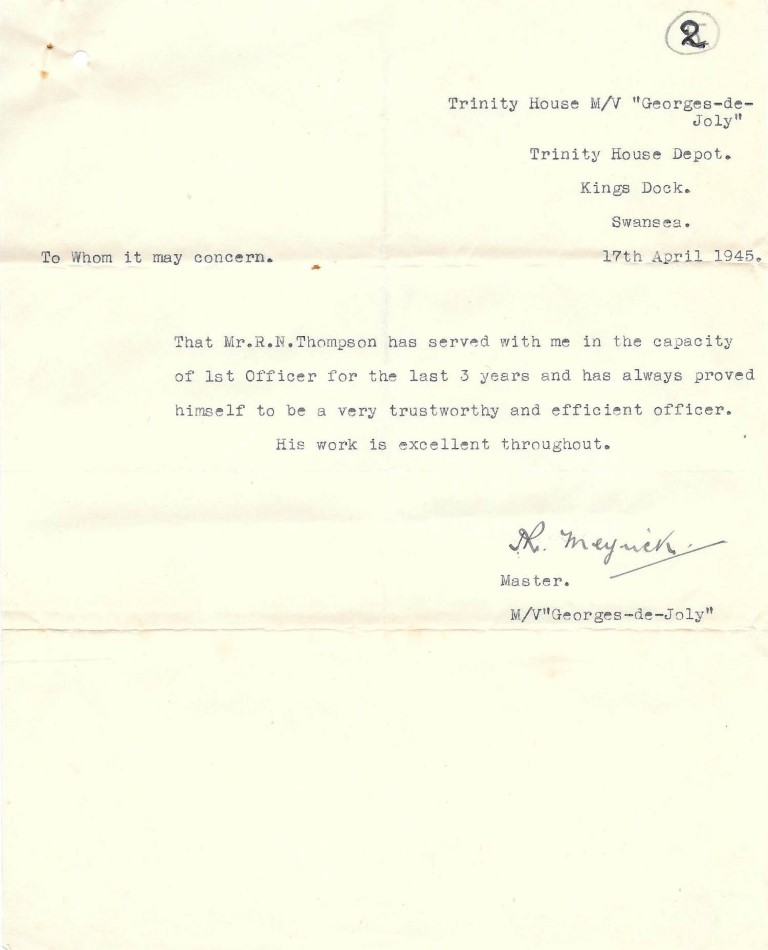 2
Trinity House M/V "Georges-de-
Joly"
Trinity House Depot.
Kings Dock.
Swansea.
To Whom it may concern.
17th April 1945.
That Mr.R.N.Thompson has served with me in the capacity
of 1st Officer for the last 3 years and has always proved
himself to be a very trustworthy and efficient officer.
His work is excellent throughout.
Meyrick.
Master.
M/V"Georges-de-Joly"